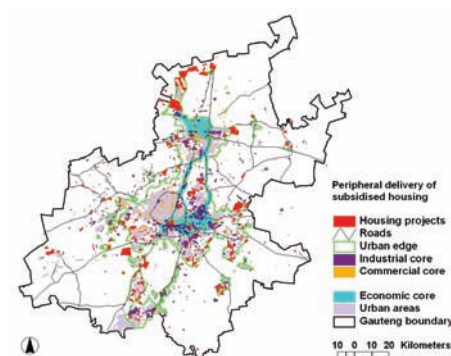 Peripheral delivery of
subsidised housing
Housing projects
Roads
Urban edge
Industrial core
Commercial core
Economic core
Urban areas
Gauteng boundary
10 0 10 20 Kilometers